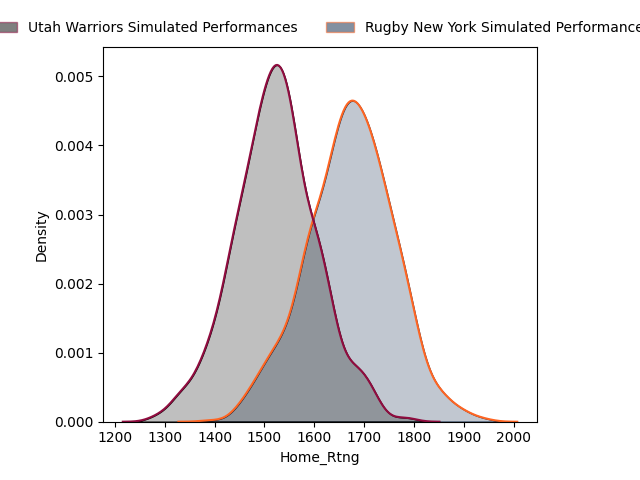 Utah Warriors Simulated Performances Rugby New York Simulated Performance
0.005
0.004
0.003
0.002
0.001
0.000
Density
1200 1300 1400 1500 1600 1700 1800 1900 2000
Home_Rtng